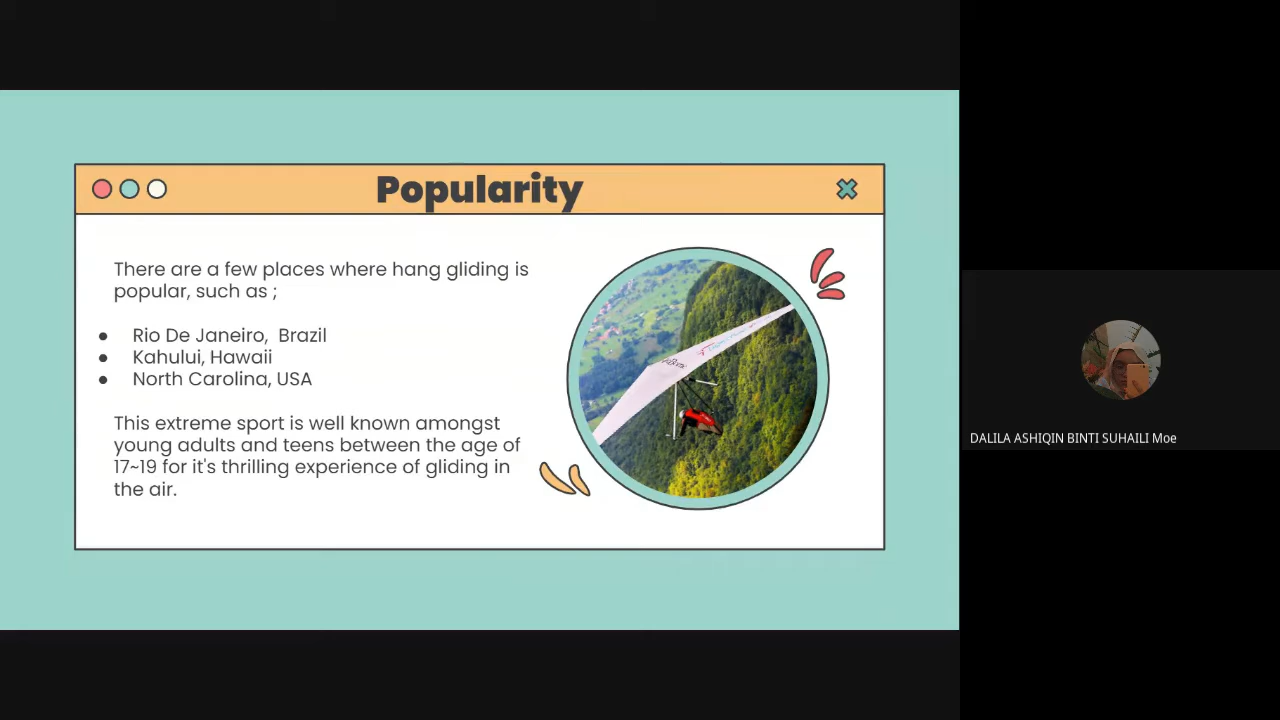 Popularity
There are a few places where hang gliding is
popular, such as ;
● Rio De Janeiro, Brazil
● Kahului, Hawaii
● North Carolina, USA
This extreme sport is well known amongst
young adults and teens between the age of
17~19 for it's thrilling experience of gliding in
the air.
DALILA ASHIQIN BINTI SUHAILI Moe